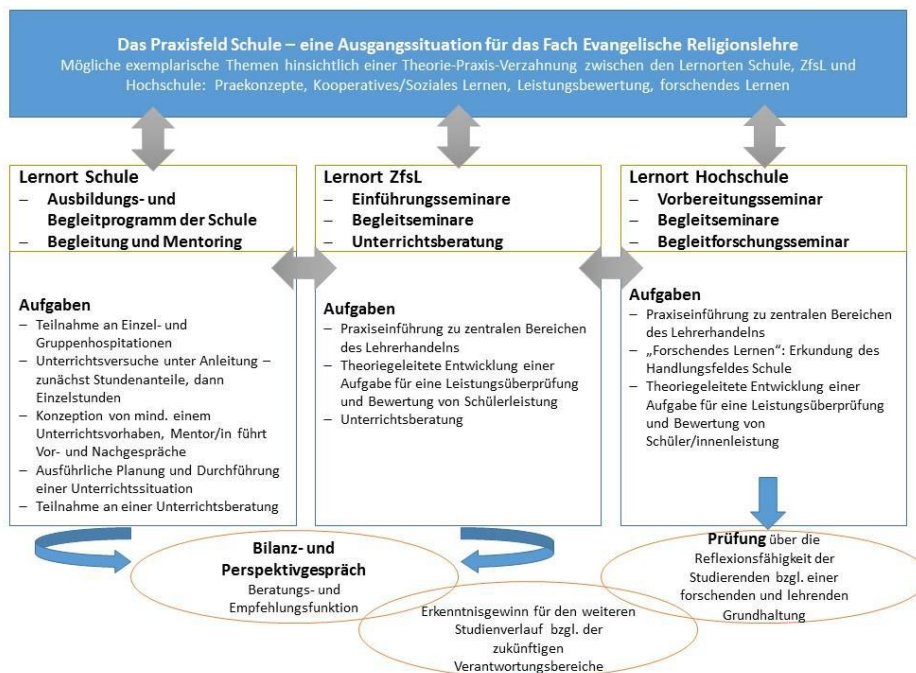 Das Praxisfeld Schule – eine Ausgangssituation für das Fach Evangelische Religionslehre
Mögliche exemplarische Themen hinsichtlich einer Theorie-Praxis-Verzahnung zwischen den Lernorten Schule, ZfsL und
Hochschule: Praekonzepte, Kooperatives/Soziales Lernen, Leistungsbewertung, forschendes Lernen
Lernort Schule
– Ausbildungs- und
Begleitprogramm der Schule
– Begleitung und Mentoring
Aufgaben
– Teilnahme an Einzel- und
Gruppenhospitationen
– Unterrichtsversuche unter Anleitung –
zunächst Stundenanteile, dann
Einzelstunden
– Konzeption von mind. einem
Unterrichtsvorhaben, Mentor/in führt
Vor- und Nachgespräche
– Ausführliche Planung und Durchführung
einer Unterrichtssituation
– Teilnahme an einer Unterrichtsberatung
Lernort ZfsL
– Einführungsseminare
– Begleitseminare
– Unterrichtsberatung
Aufgaben
– Praxiseinführung zu zentralen Bereichen
des Lehrerhandelns
– Theoriegeleitete Entwicklung einer
Aufgabe für eine Leistungsüberprüfung
und Bewertung von Schülerleistung
– Unterrichtsberatung
Lernort Hochschule
– Vorbereitungsseminar
– Begleitseminare
– Begleitforschungsseminar
Aufgaben
– Praxiseinführung zu zentralen Bereichen
des Lehrerhandelns
– „Forschendes Lernen“: Erkundung des
Handlungsfeldes Schule
– Theoriegeleitete Entwicklung einer
Aufgabe für eine Leistungsüberprüfung
und Bewertung von
Schüler/innenleistung
Bilanz- und
Perspektivgespräch
Beratungs- und
Empfehlungsfunktion
Erkenntnisgewinn für den weiteren
Studienverlauf bzgl. der
zukünftigen
Verantwortungsbereiche
Prüfung über die
Reflexionsfähigkeit der
Studierenden bzgl. einer
forschenden und lehrenden
Grundhaltung